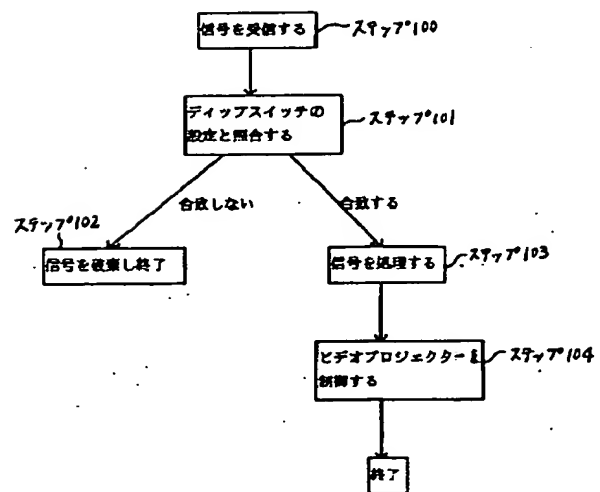 信号を受信する
ステップ100
ディップスイッチの
設定と照合する
ステップ101
合致しない
合致する
ステップ102
信号を破棄し終了
信号を処理する
ステップ103
ビデオプロジェクターを
制御する
ステップ104
終了